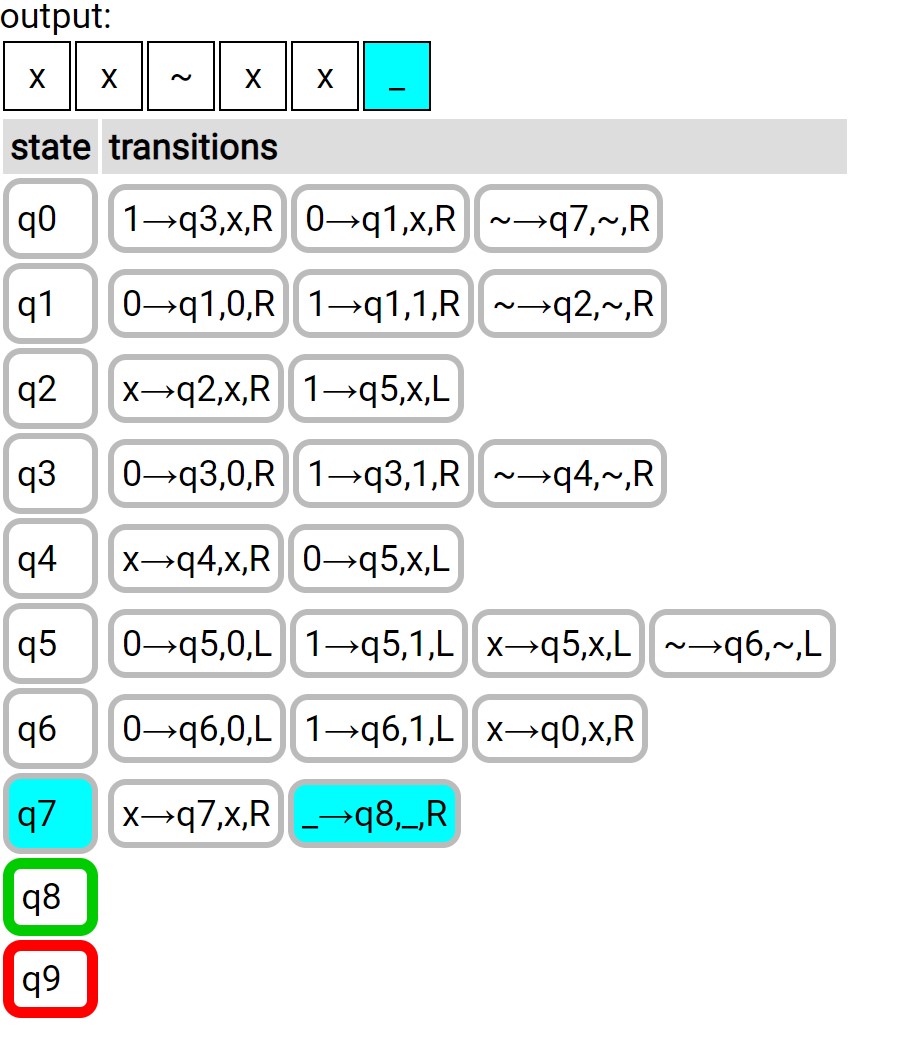 output:
x x ~ x x _
state transitions
q0 1→q3,x,R 0→q1,x,R ~→q7,~,R
q1 0→q1,0,R 1→q1,1,R ~→q2,~,R
q2 x→q2,x,R 1→q5,x,L
q3 0→q3,0,R 1→q3,1,R ~→q4,~,R
q4 x→q4,x,R 0→q5,x,L
q5 0→q5,0,L 1→q5,1,L x→q5,x,L ~→q6,~,L
q6 0→q6,0,L 1→q6,1,L x→q0,x,R
q7 x→q7,x,R _→q8,_,R
q8
q9